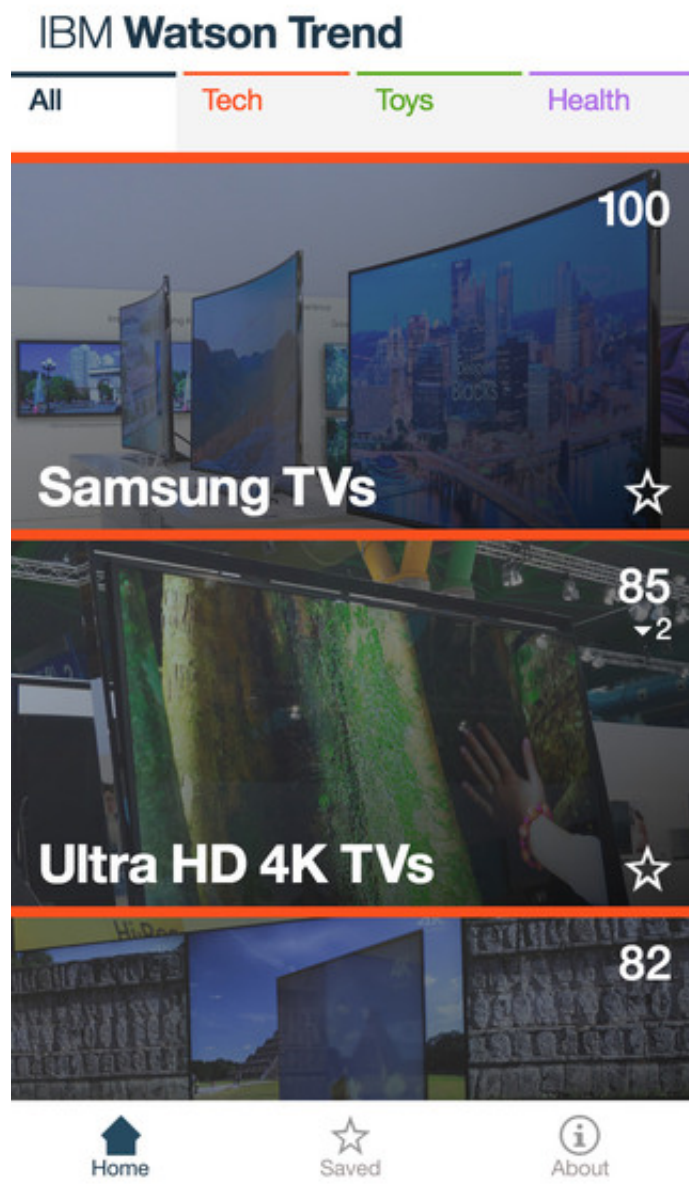 IBM Watson Trend
All
Tech
Toys
Health
100
Samsung TVs
85
2
Ultra HD 4K TVs
82
Home
Saved
About